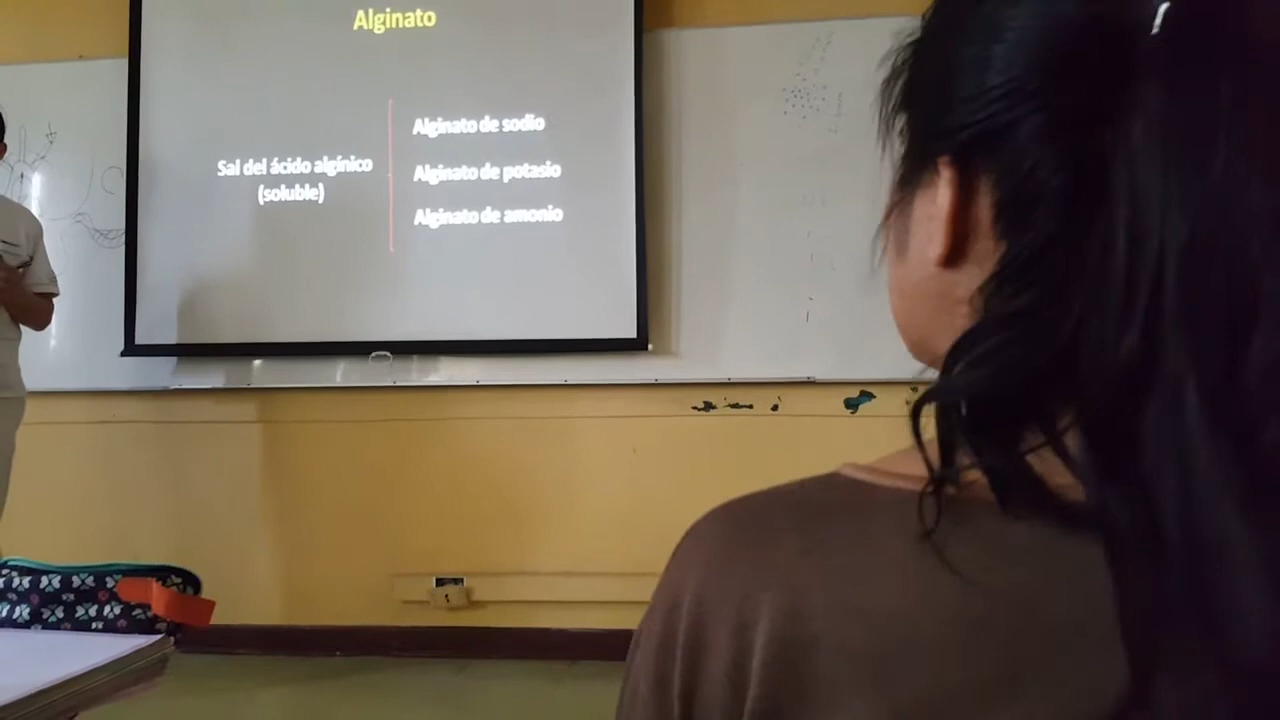 Alginato
Sal del ácido algínico
(soluble)
Alginato de sodio
Alginato de potasio
Alginato de amonio